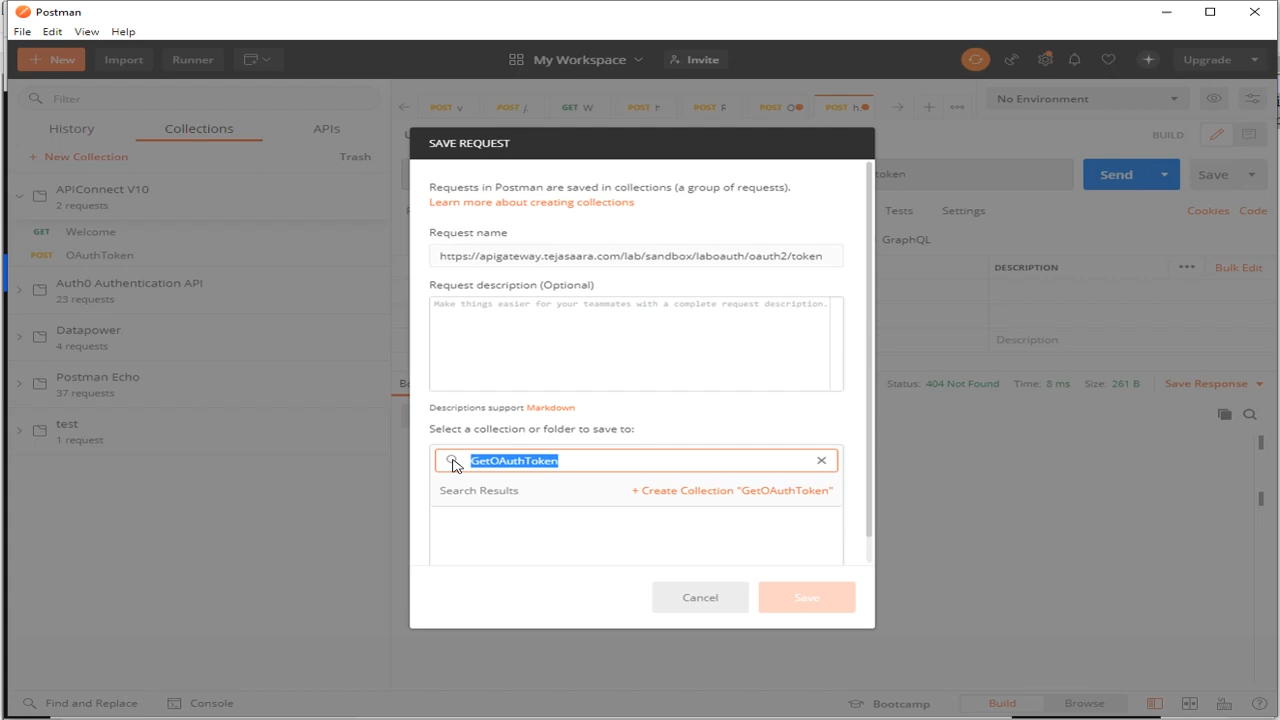 Postman
File Edit View Help
+ New Import Runner My Workspace Invite Upgrade
Filter
History Collections APIs
+ New Collection Trash
APIConnect V10
2 requests
GET Welcome
POST OAuthToken
Auth0 Authentication API
23 requests
Datapower
4 requests
Postman Echo
37 requests
test
1 request
POST v POST /. GET W POST t POST F POST O POST h. + No Environment
BUILD:
token Send Save
Tests Settings Cookies Code
GraphQL
DESCRIPTION Bulk Edit
Description
Status: 404 Not Found Time: 8 ms Size: 261 B Save Response
SAVE REQUEST
Requests in Postman are saved in collections (a group of requests).
Learn more about creating collections
Request name
https://apigateway.tejasaara.com/lab/sandbox/laboauth/oauth2/token
Request description (Optional)
Make things easier for your teammates with a complete request description.
Descriptions support Markdown
Select a collection or folder to save to:
GetOAuthToken
Search Results + Create Collection "GetOAuthToken"
Cancel Save
Find and Replace Console Bootcamp Build Browse